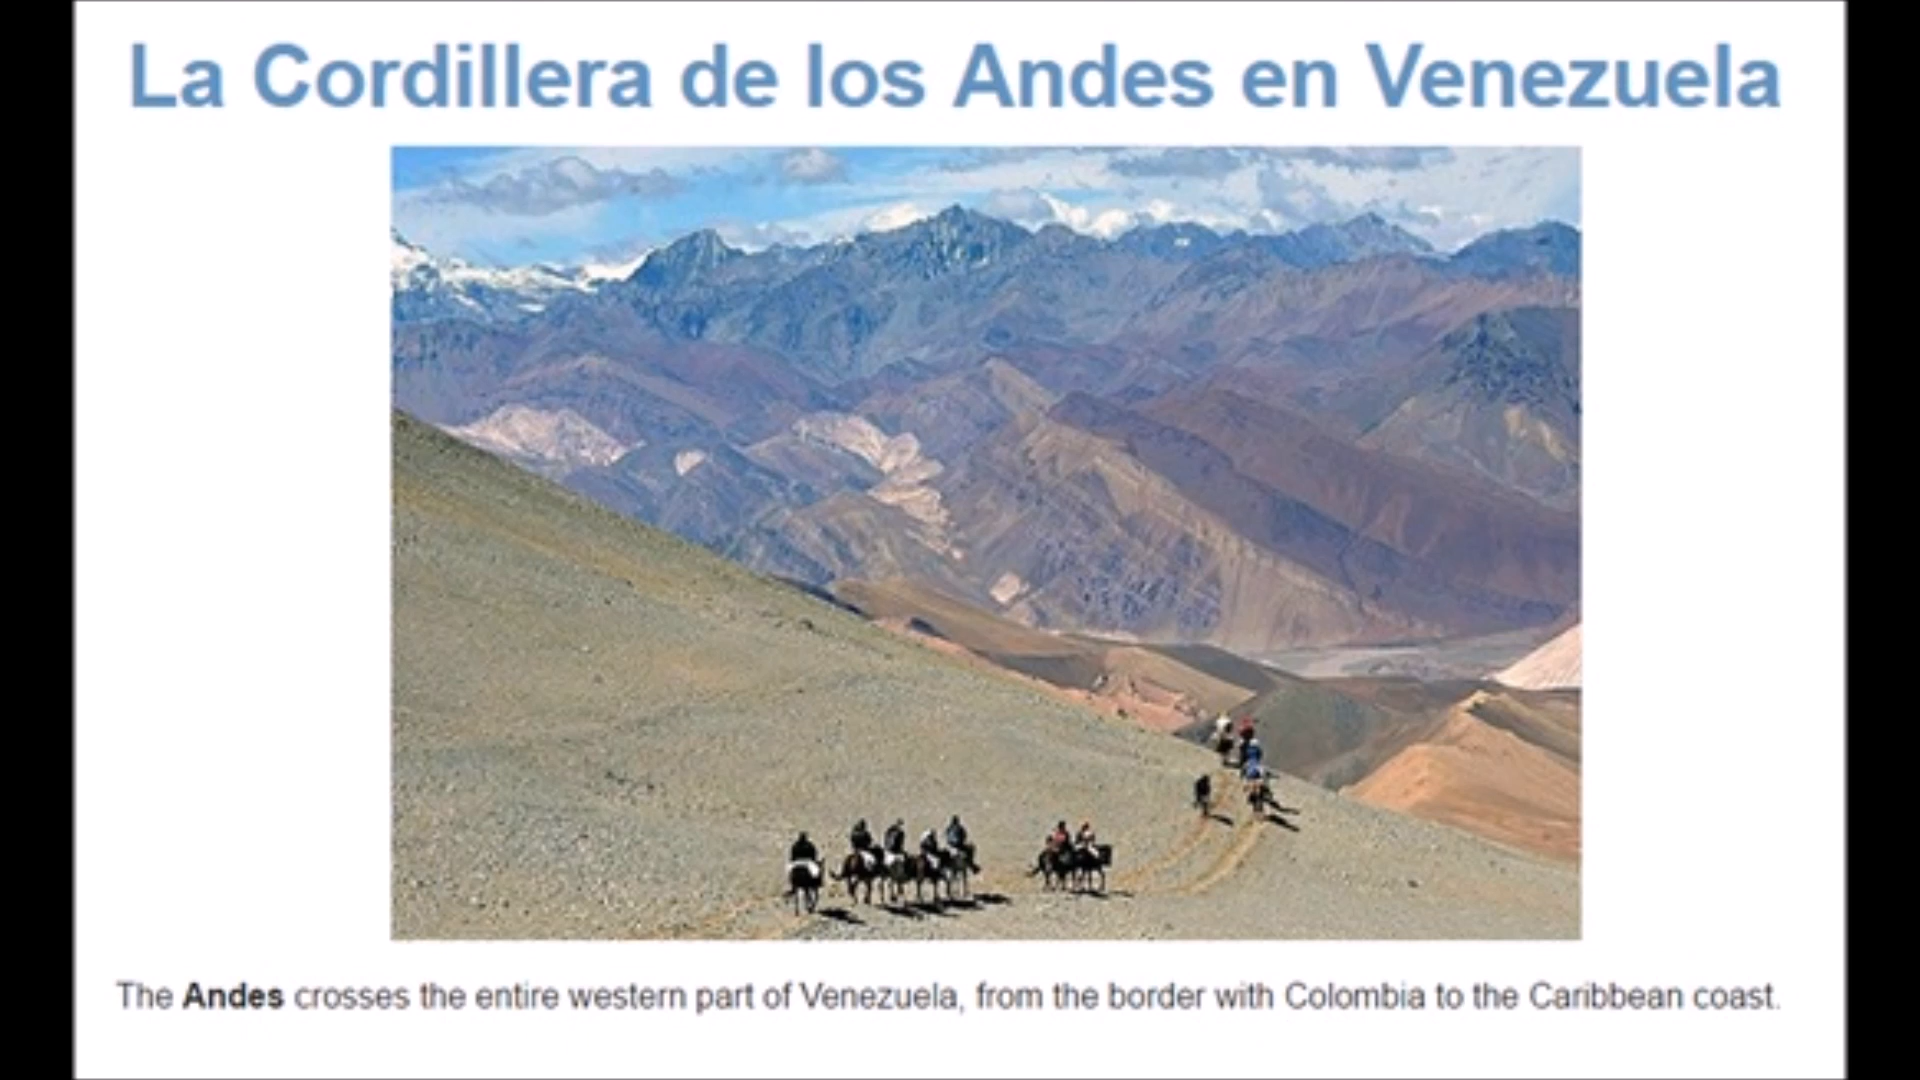 La Cordillera de los Andes en Venezuela
The Andes crosses the entire western part of Venezuela, from the border with Colombia to the Caribbean coast.